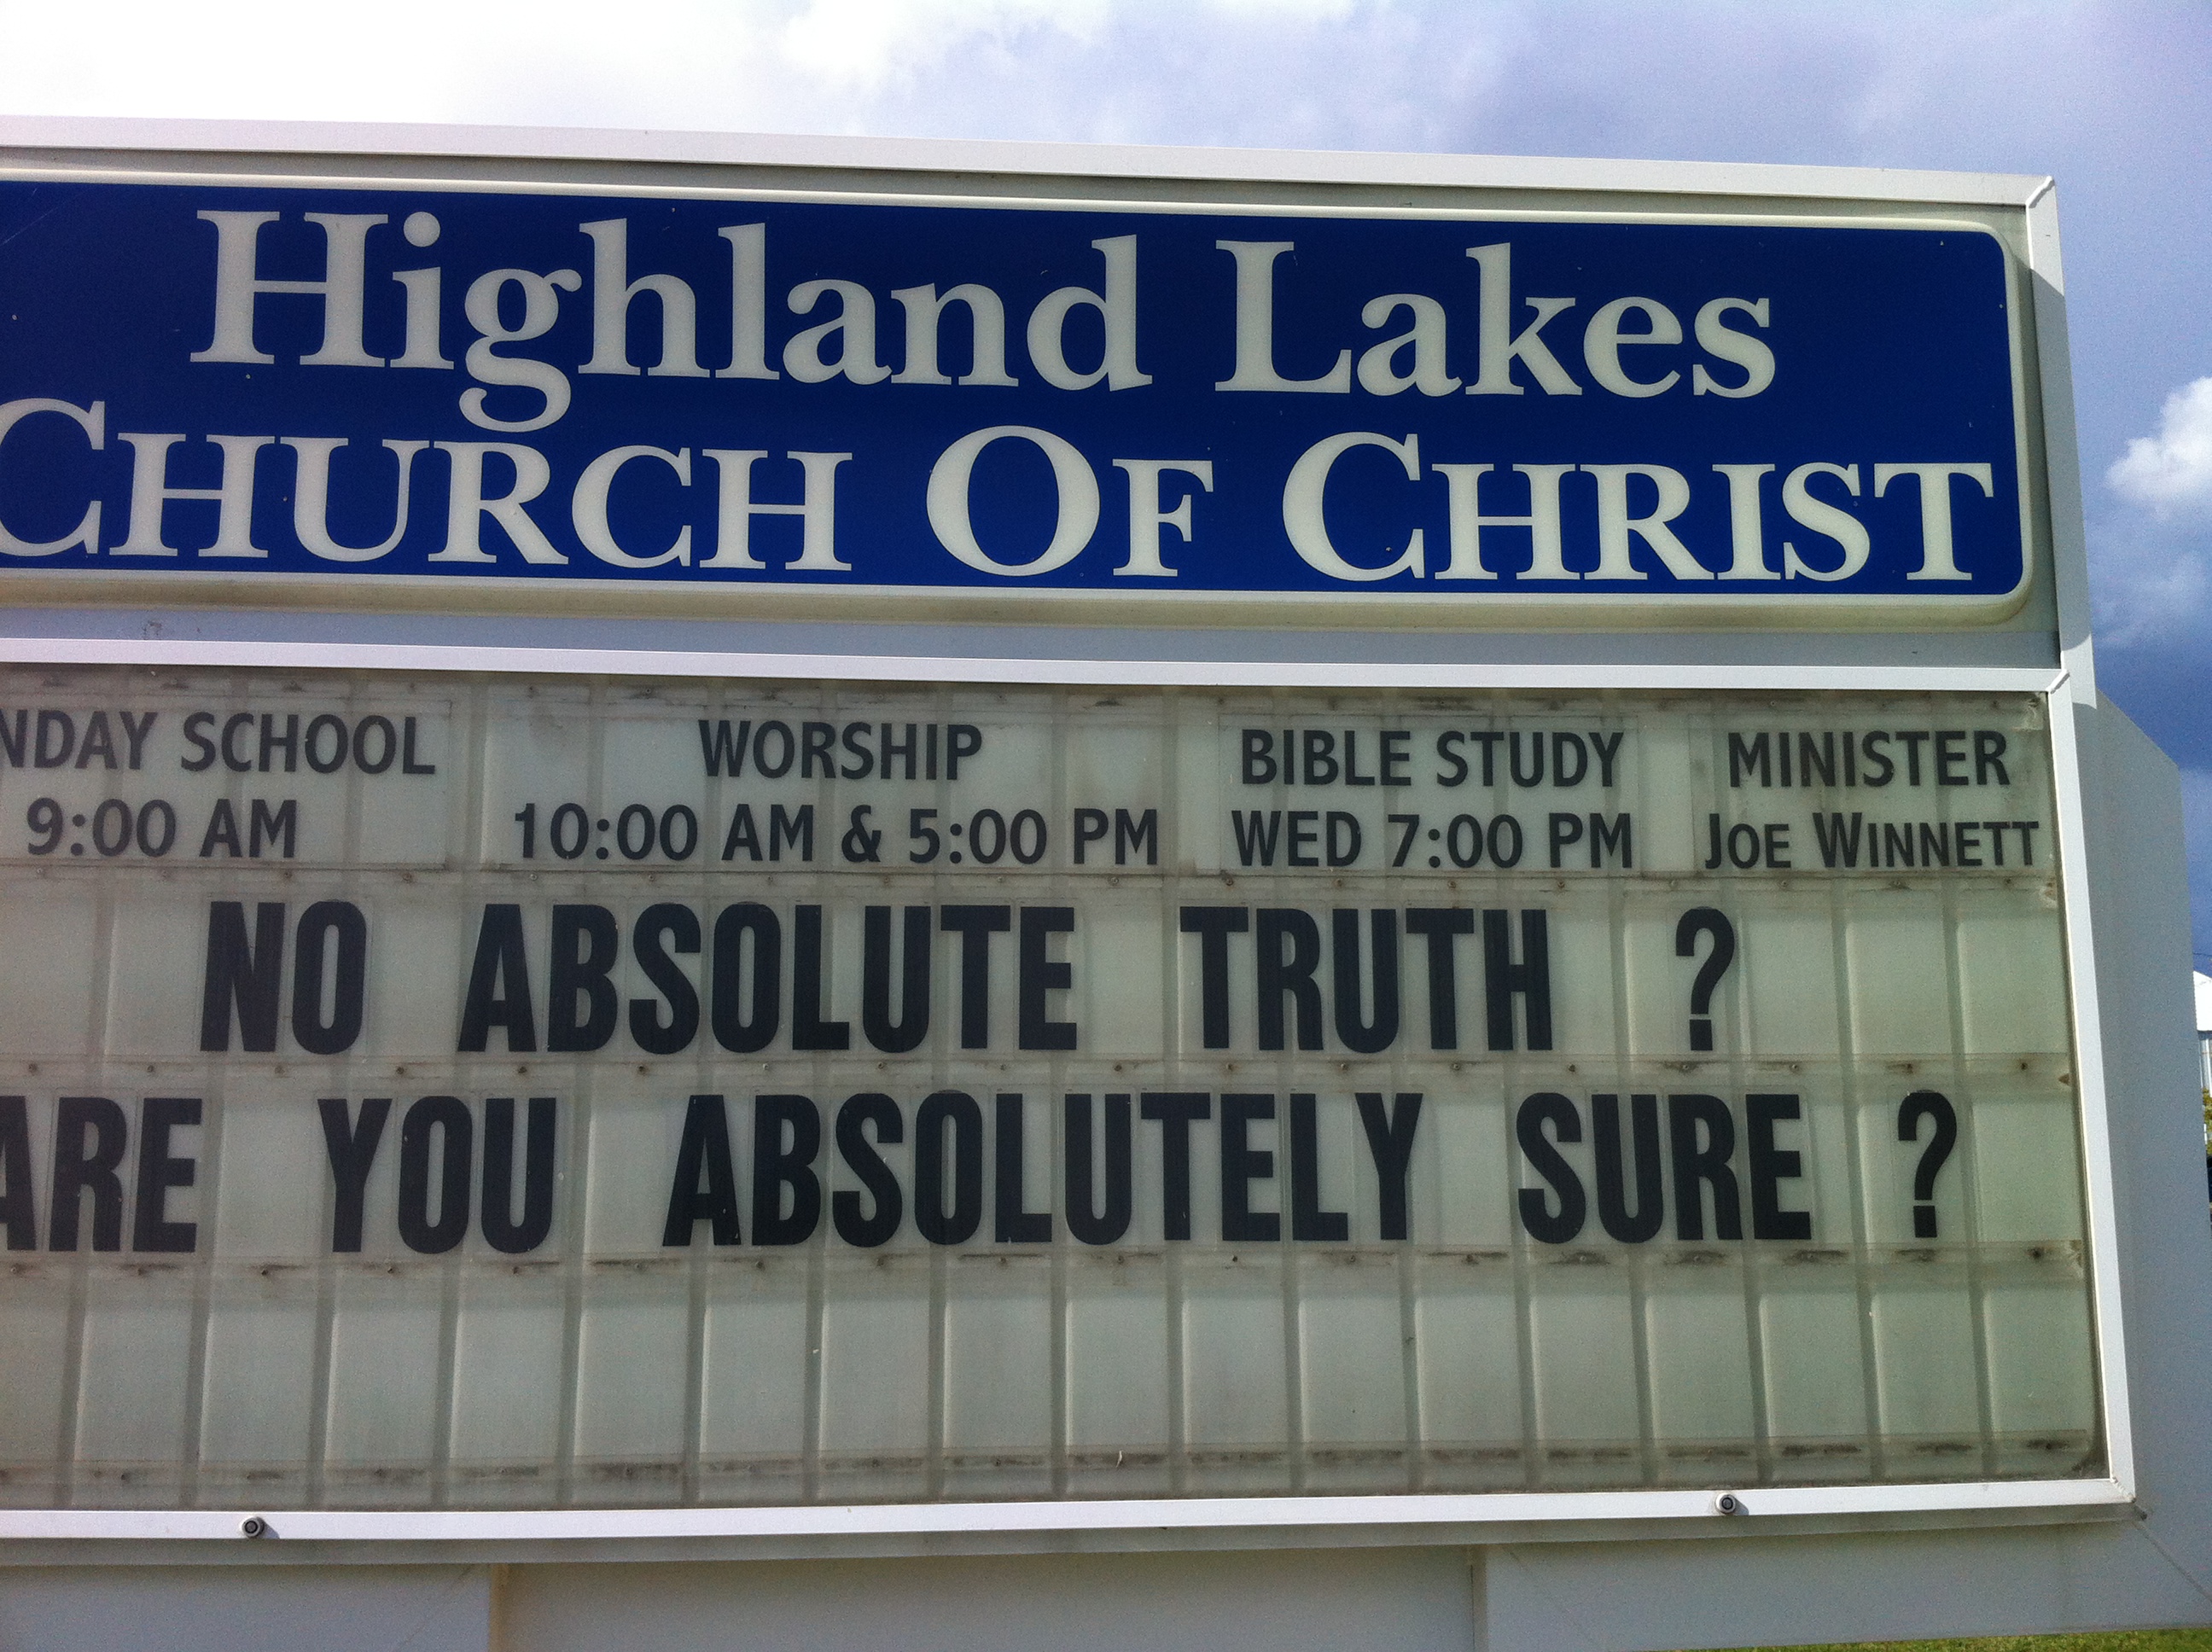 Highland Lakes
CHURCH OF CHRIST
NDAY SCHOOL WORSHIP BIBLE STUDY MINISTER
9:00 AM 10:00 AM & 5:00 PM WED 7:00 PM JOE WINNETT
NO ABSOLUTE TRUTH ?
ARE YOU ABSOLUTELY SURE ?